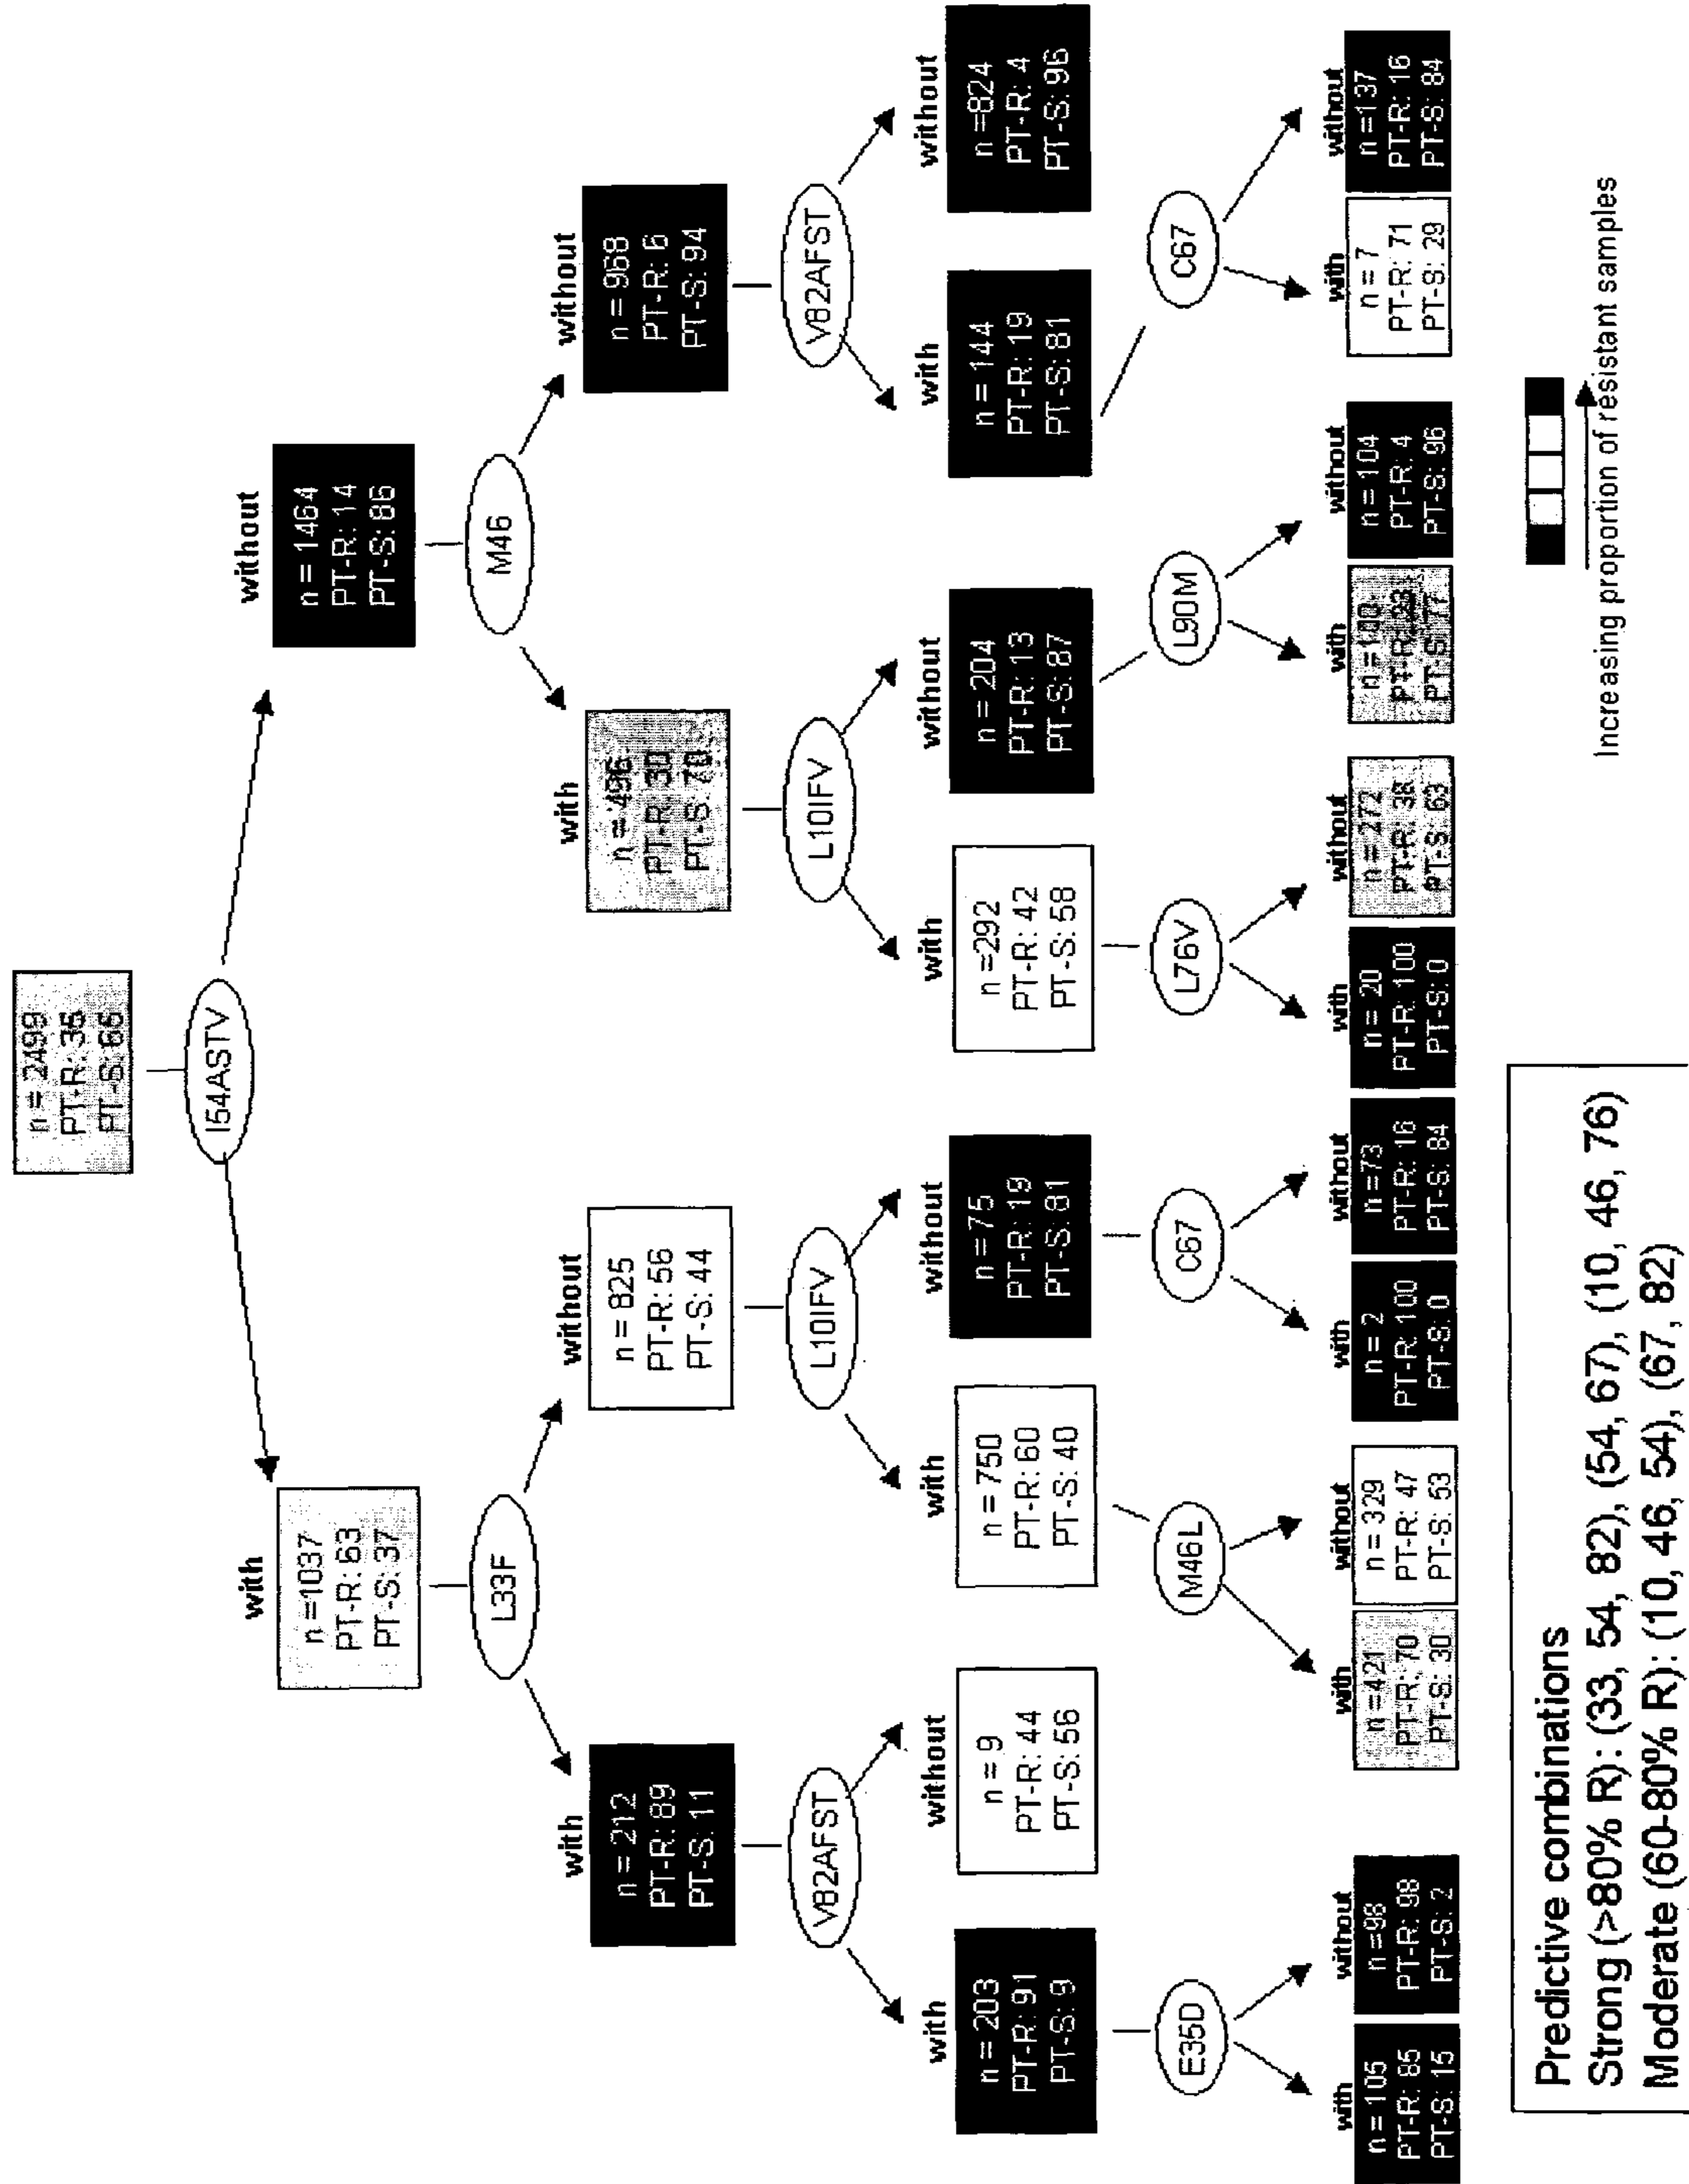 n = 2499
PT-R: 35
PT -S: 65
I54ASTV
with
n =1037
PT-R: 63
PT-S: 37
without
n = 1464
PT-R: 14
PT-S: 86
L33F
M46
with
n = 212
PT-R: 89
PT-S: 11
without
n = 825
PT-R: 56
PT-S: 44
with
n = 496
PT-R: 30
PT-S: 70
without
n = 968
PT-R: 6
PT-S: 94
V82AFST
L10IFV
L10IFV
V82AFST
with
n = 203
PT-R: 91
PT-S: 9
without
n = 9
PT-R: 44
PT-S: 56
with
n = 750
PT-R: 60
PT-S: 40
without
n = 75
PT-R: 19
PT-S: 81
with
n =292
PT-R: 42
PT-S: 58
without
n = 204
PT-R: 13
PT-S: 87
with
n = 144
PT-R: 19
PT-S: 81
without
n =824
PT-R: 4
PT-S: 96
E35D
M46L
C67
L76V
L90M
C67
with
n = 105
PT-R: 85
PT-S: 15
without
n =98
PT-R: 98
PT-S: 2
with
n =421
PT-R: 70
PT-S: 30
without
n = 329
PT-R: 47
PT-S: 53
with
n = 2
PT-R: 100
PT-S: 0
without
n =73
PT-R: 16
PT-S: 84
with
n = 20
PT-R: 100
PT-S: 0
without
n = 272
PT-R: 38
PT-S: 63
with
n =100
PT-R: 23
PT-S: 77
without
n = 104
PT-R: 4
PT-S: 96
with
n = 7
PT-R: 71
PT-S: 29
without
n =137
PT-R: 16
PT-S: 84
Predictive combinations
Strong (>80% R): (33, 54, 82), (54, 67), (10, 46, 76)
Moderate (60-80% R): (10, 46, 54), (67, 82)
Increasing proportion of resistant samples